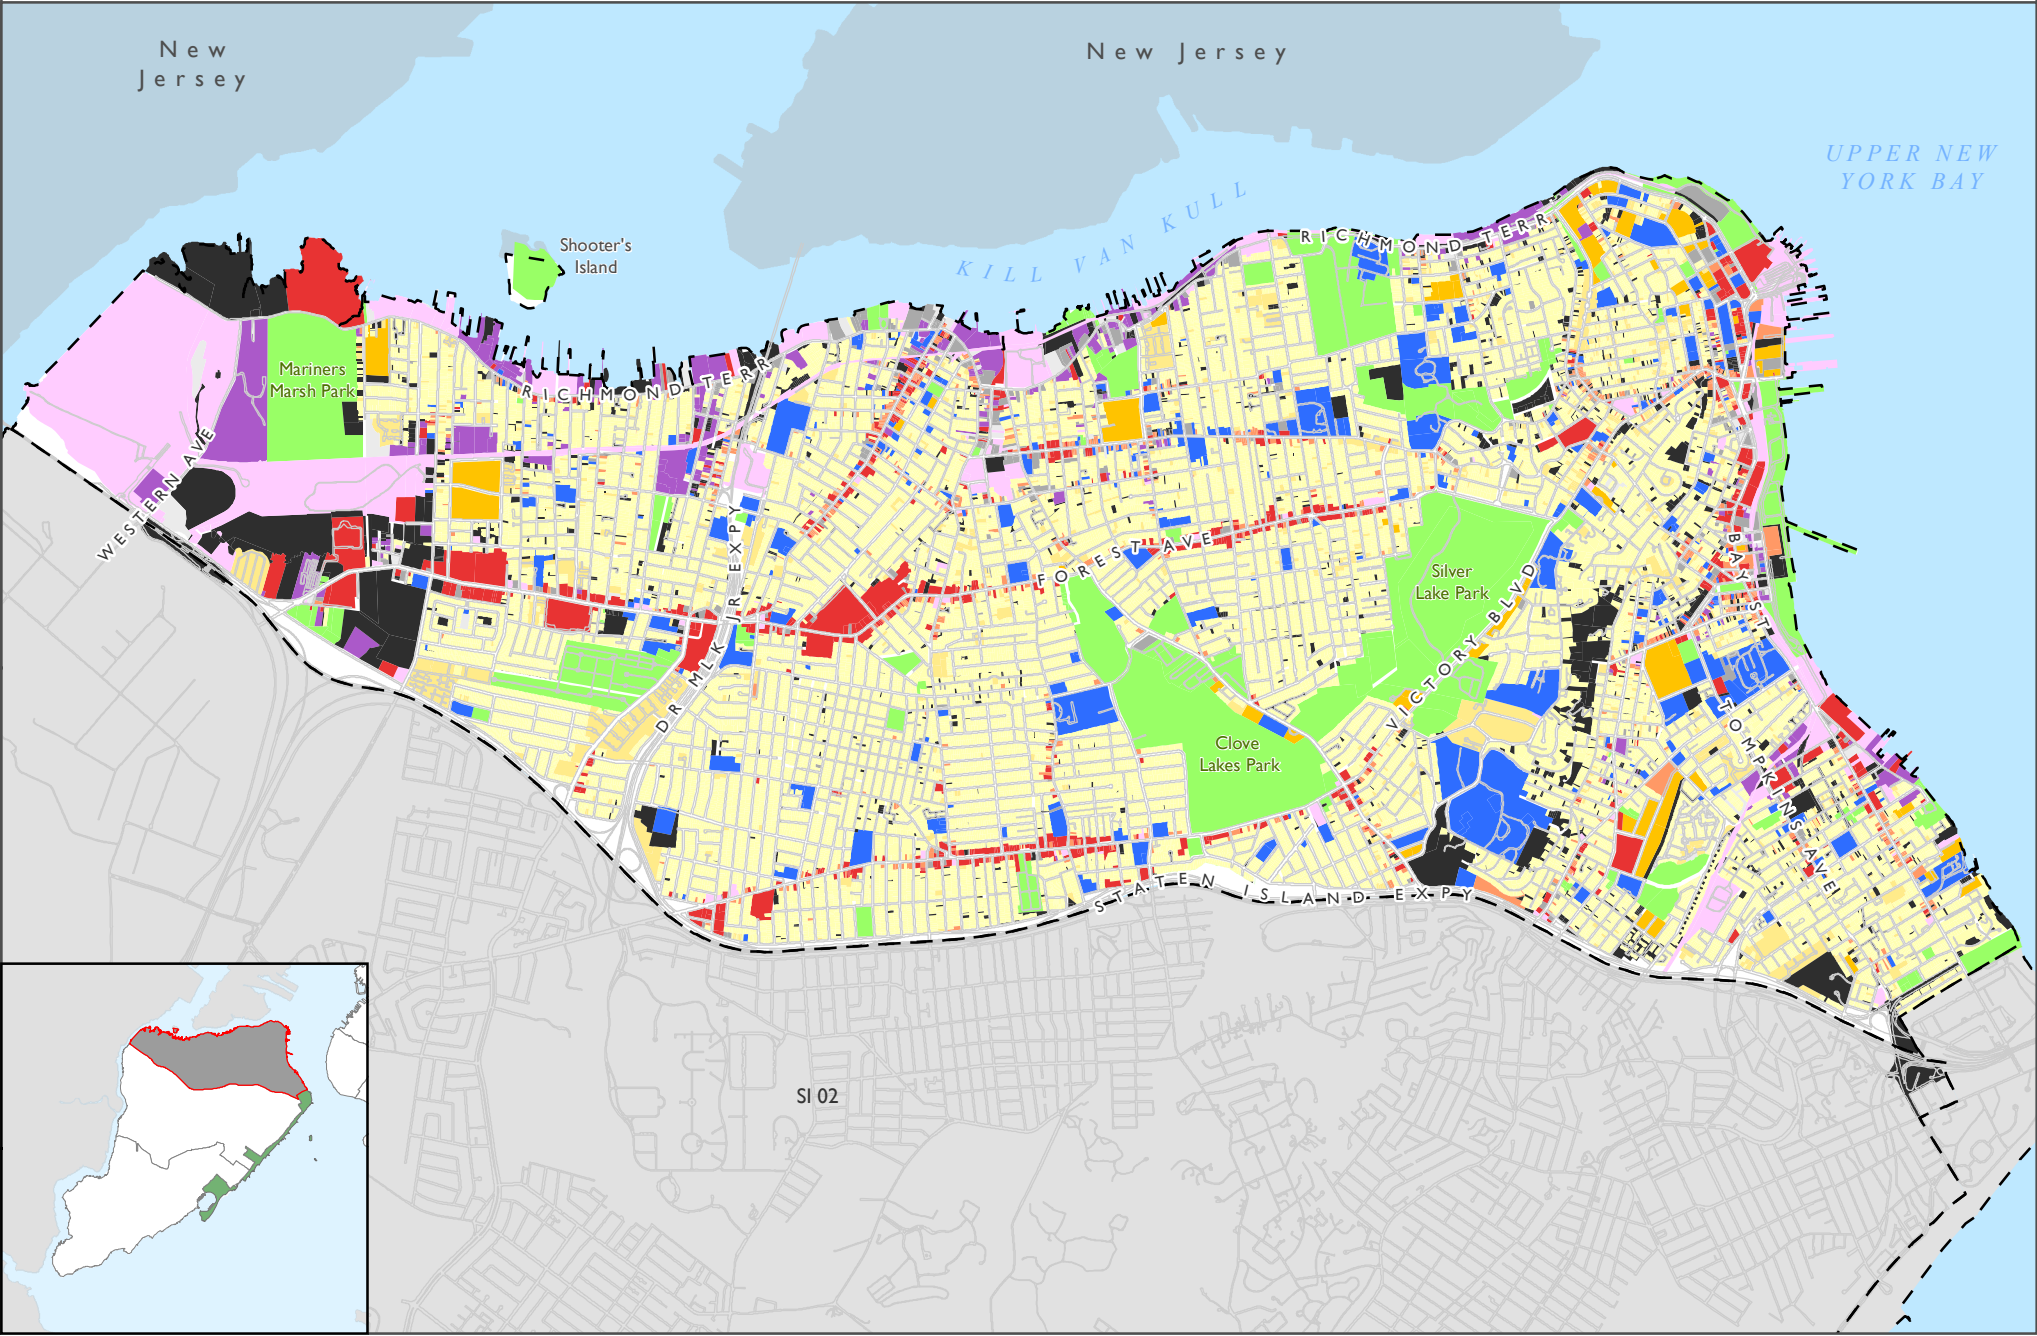 New
Jersey
New Jersey
UPPER NEW
YORK BAY
KILL VAN KULL
Shooter's
Island
RICHMOND TERR
Mariners
Marsh Park
RICHMOND TERR
WESTERN AVE
DR MLK JR EXPY
FOREST AVE
Silver
Lake Park
VICTORY BLVD
BAY ST
Clove
Lakes Park
TOMPKINS AVE
STATEN ISLAND EXPY
SI 02